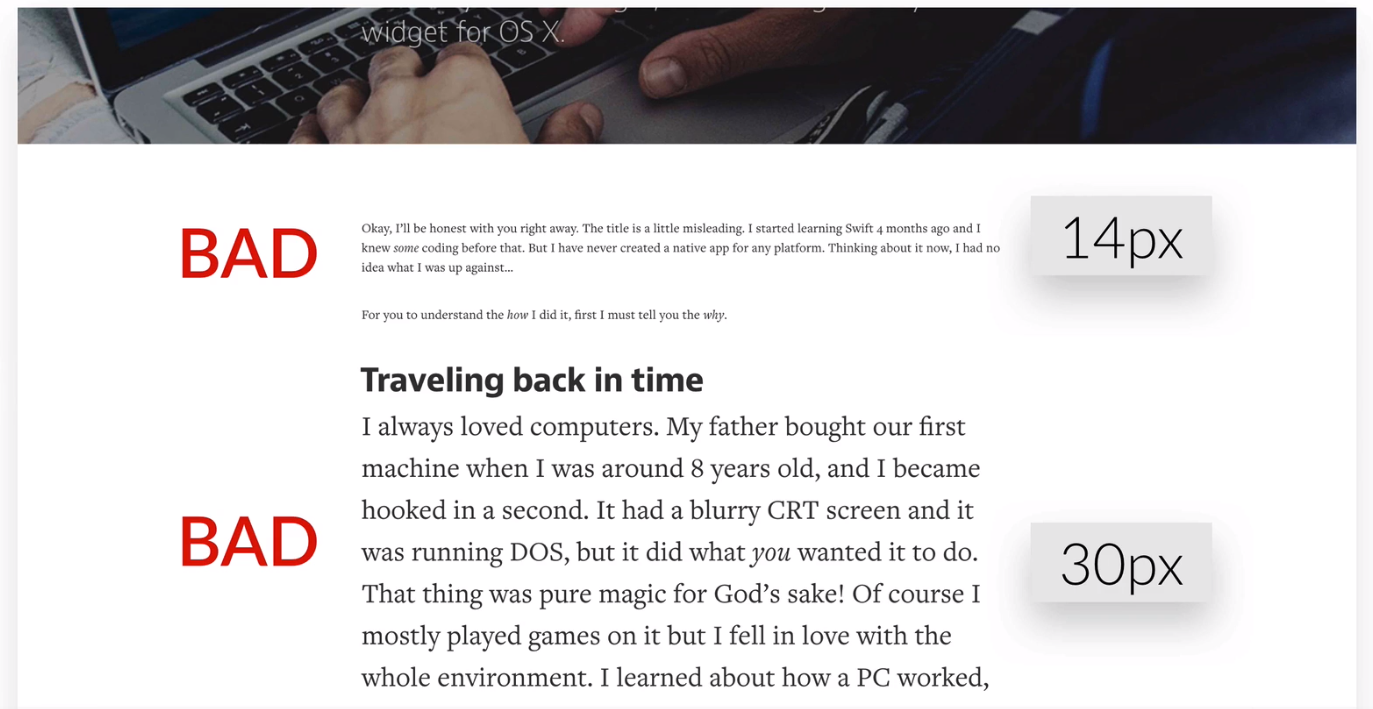 widget for OS X.
BAD
Okay, I’ll be honest with you right away. The title is a little misleading. I started learning Swift 4 months ago and I
knew some coding before that. But I have never created a native app for any platform. Thinking about it now, I had no
idea what I was up against…
14px
For you to understand the how I did it, first I must tell you the why.
Traveling back in time
I always loved computers. My father bought our first
machine when I was around 8 years old, and I became
hooked in a second. It had a blurry CRT screen and it
BAD
was running DOS, but it did what you wanted it to do.
30px
That thing was pure magic for God’s sake! Of course I
mostly played games on it but I fell in love with the
whole environment. I learned about how a PC worked,